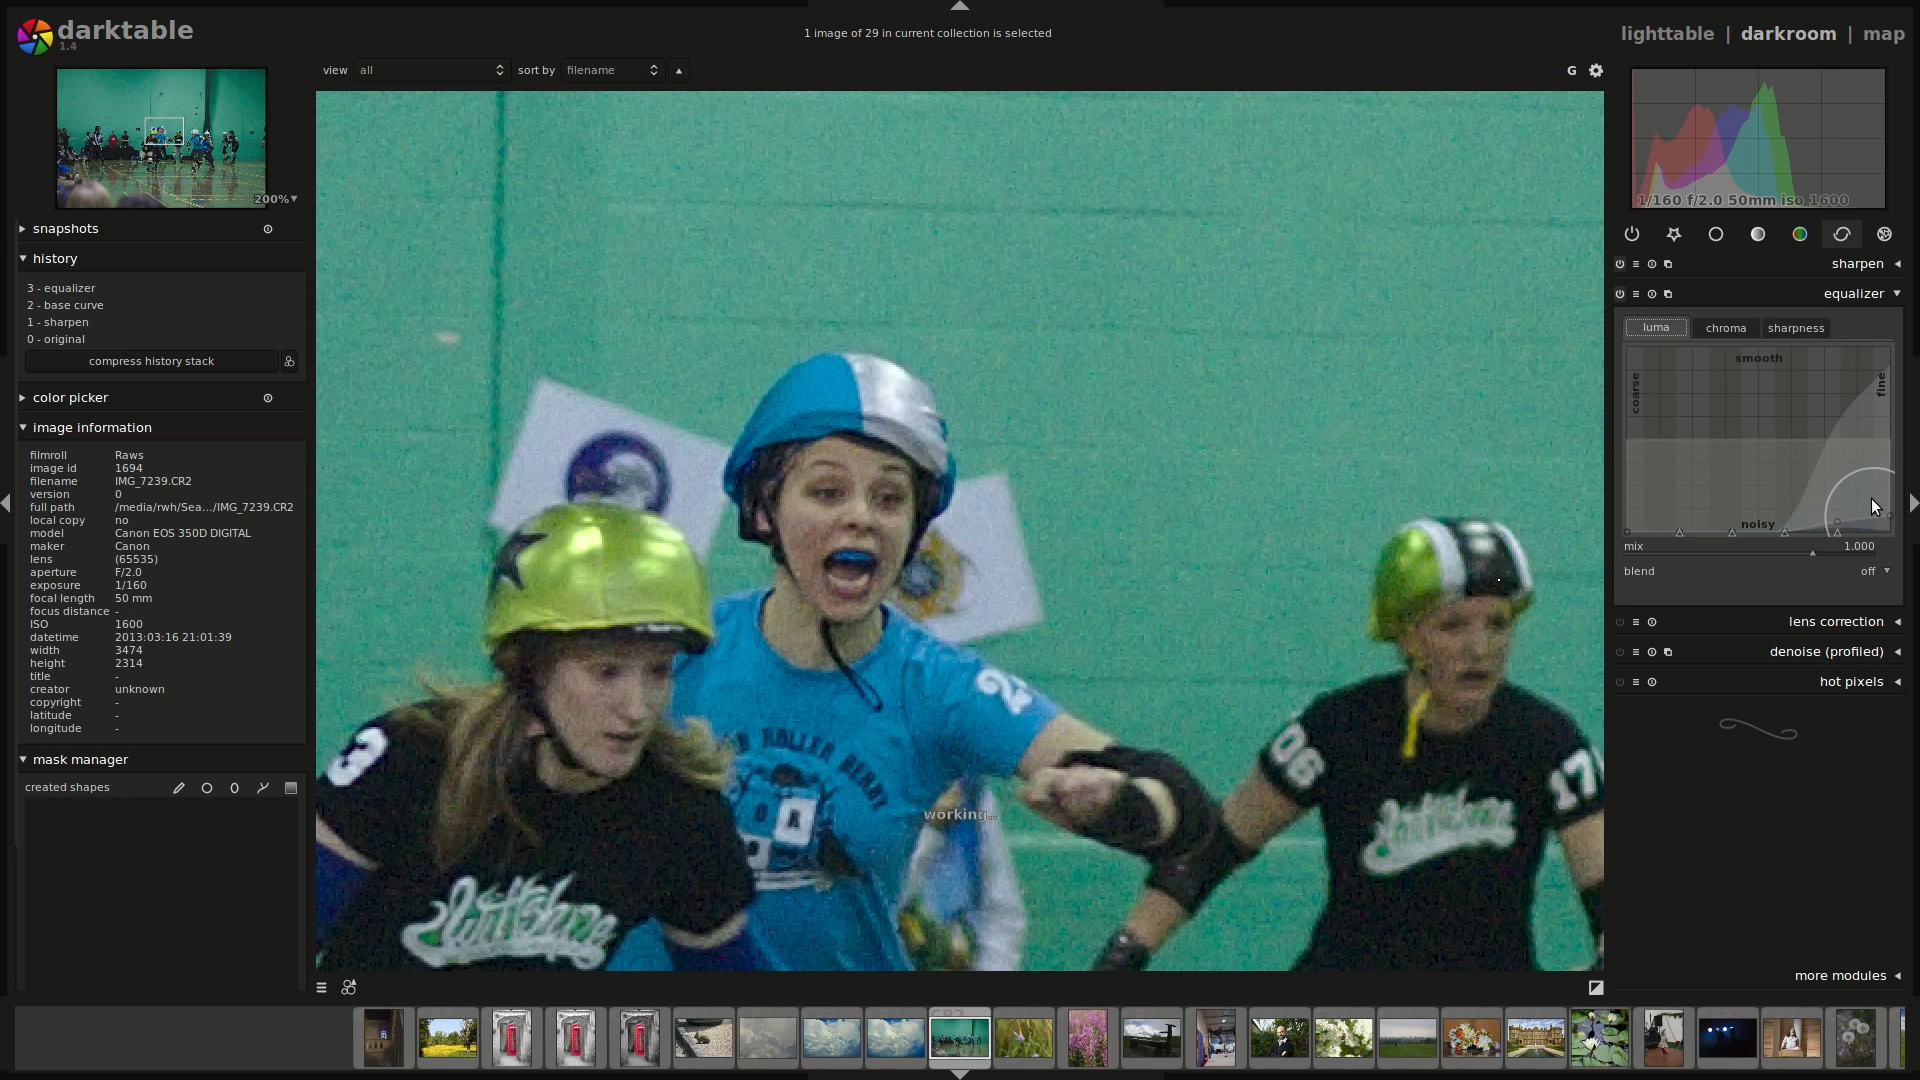 darktable
1.4
1 image of 29 in current collection is selected
lighttable | darkroom | map
view all sort by filename
G
200%
1/160 f/2.0 50mm iso 1600
snapshots
history
3 - equalizer
2 - base curve
1 - sharpen
0 - original
compress history stack
color picker
image information
filmroll Raws
image id 1694
filename IMG_7239.CR2
version 0
full path /media/rwh/Sea.../IMG_7239.CR2
local copy no
model Canon EOS 350D DIGITAL
maker Canon
lens (65535)
aperture F/2.0
exposure 1/160
focal length 50 mm
focus distance -
ISO 1600
datetime 2013:03:16 21:01:39
width 3474
height 2314
title -
creator unknown
copyright -
latitude -
longitude -
mask manager
created shapes
3
2
ROLLER DERBY
06
17
working..
sharpen
equalizer
luma chroma sharpness
smooth
coarse
fine
noisy
mix 1.000
blend off
lens correction
denoise (profiled)
hot pixels
more modules